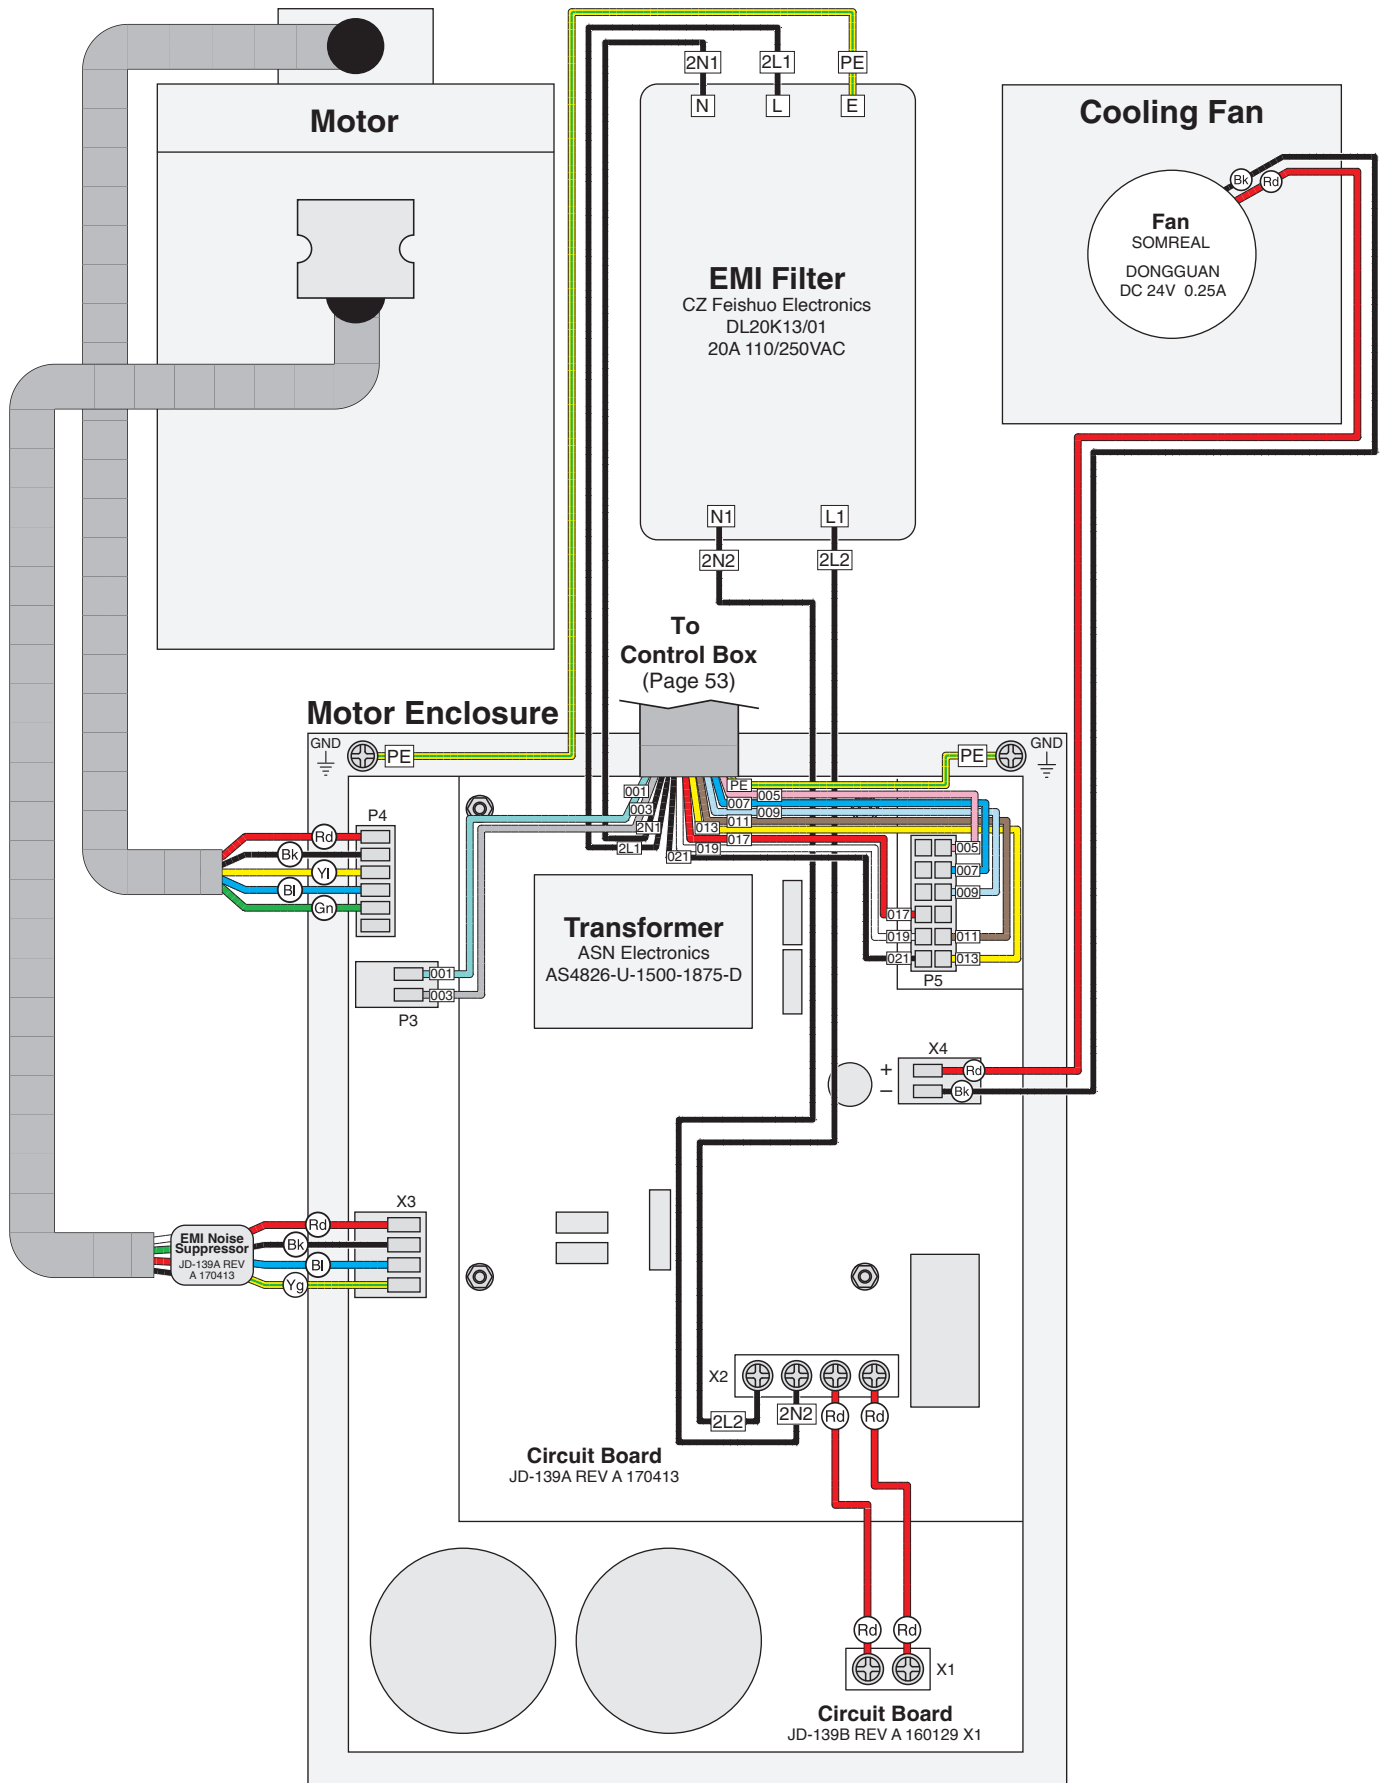 2N1
2L1
PE
N
L
E
Motor
Cooling Fan
Bk
Rd
Fan
SOMREAL
DONGGUAN
DC 24V 0.25A
EMI Filter
CZ Feishuo Electronics
DL20K13/01
20A 110/250VAC
N1
L1
2N2
2L2
To
Control Box
(Page 53)
Motor Enclosure
GND
PE
PE
GND
PE
001
005
003
007
009
2N1
011
013
017
2L1
019
021
P4
Rd
Bk
Yl
Bl
Gn
005
007
009
017
019
011
021
013
P5
Transformer
ASN Electronics
AS4826-U-1500-1875-D
001
003
P3
X4
+
Rd
–
Bk
X3
Rd
Bk
Bl
Yg
EMI Noise
Suppressor
JD-139A REV
A 170413
X2
2L2
2N2
Rd
Rd
Circuit Board
JD-139A REV A 170413
Rd
Rd
X1
Circuit Board
JD-139B REV A 160129 X1